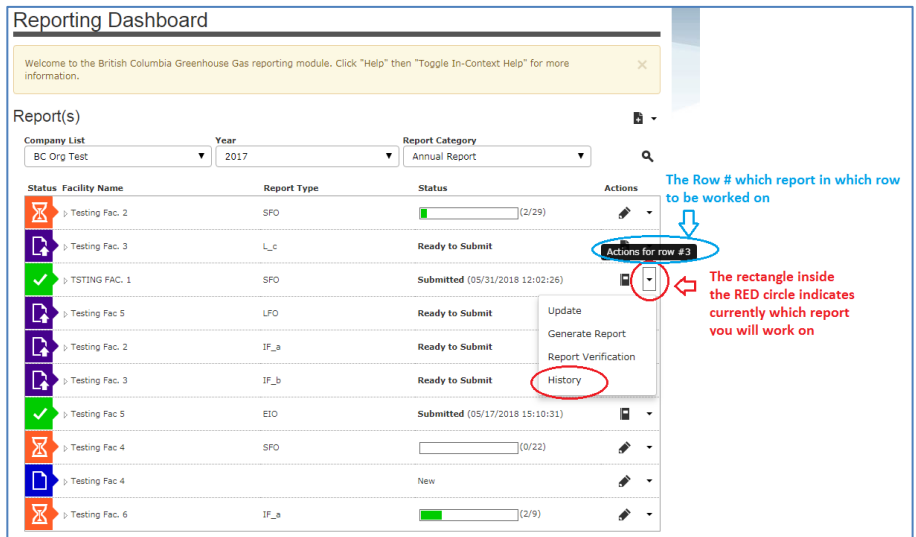 Reporting Dashboard
Welcome to the British Columbia Greenhouse Gas reporting module. Click "Help" then "Toggle In-Context Help" for more
information.
Report(s)
Company List Year Report Category
BC Org Test 2017 Annual Report
Status Facility Name Report Type Status Actions
Testing Fac. 2 SFO (2/29)
The Row # which report in which row
to be worked on
Testing Fac. 3 L_c Ready to Submit
Actions for row #3
TSTING FAC. 1 SFO Submitted (05/31/2018 12:02:26)
The rectangle inside
the RED circle indicates
currently which report
you will work on
Testing Fac 5 LFO Ready to Submit
Update
Generate Report
Report Verification
History
Testing Fac. 2 IF_a Ready to Submit
Testing Fac. 3 IF_b Ready to Submit
Testing Fac 5 EIO Submitted (05/17/2018 15:10:31)
Testing Fac 4 SFO (0/22)
Testing Fac 4 New
Testing Fac. 6 IF_a (2/9)